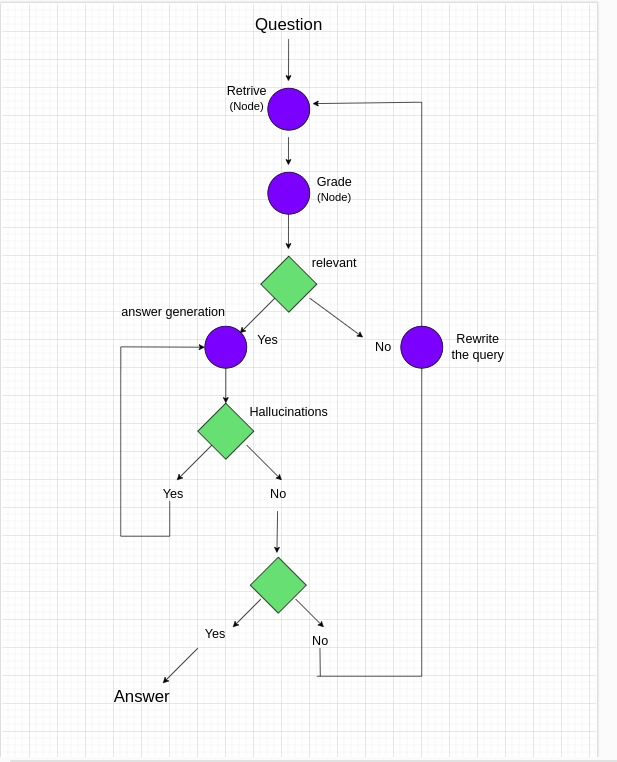 Question
Retrive
(Node)
Grade
(Node)
relevant
answer generation
Yes
No
Rewrite
the query
Hallucinations
Yes
No
Yes
No
Answer